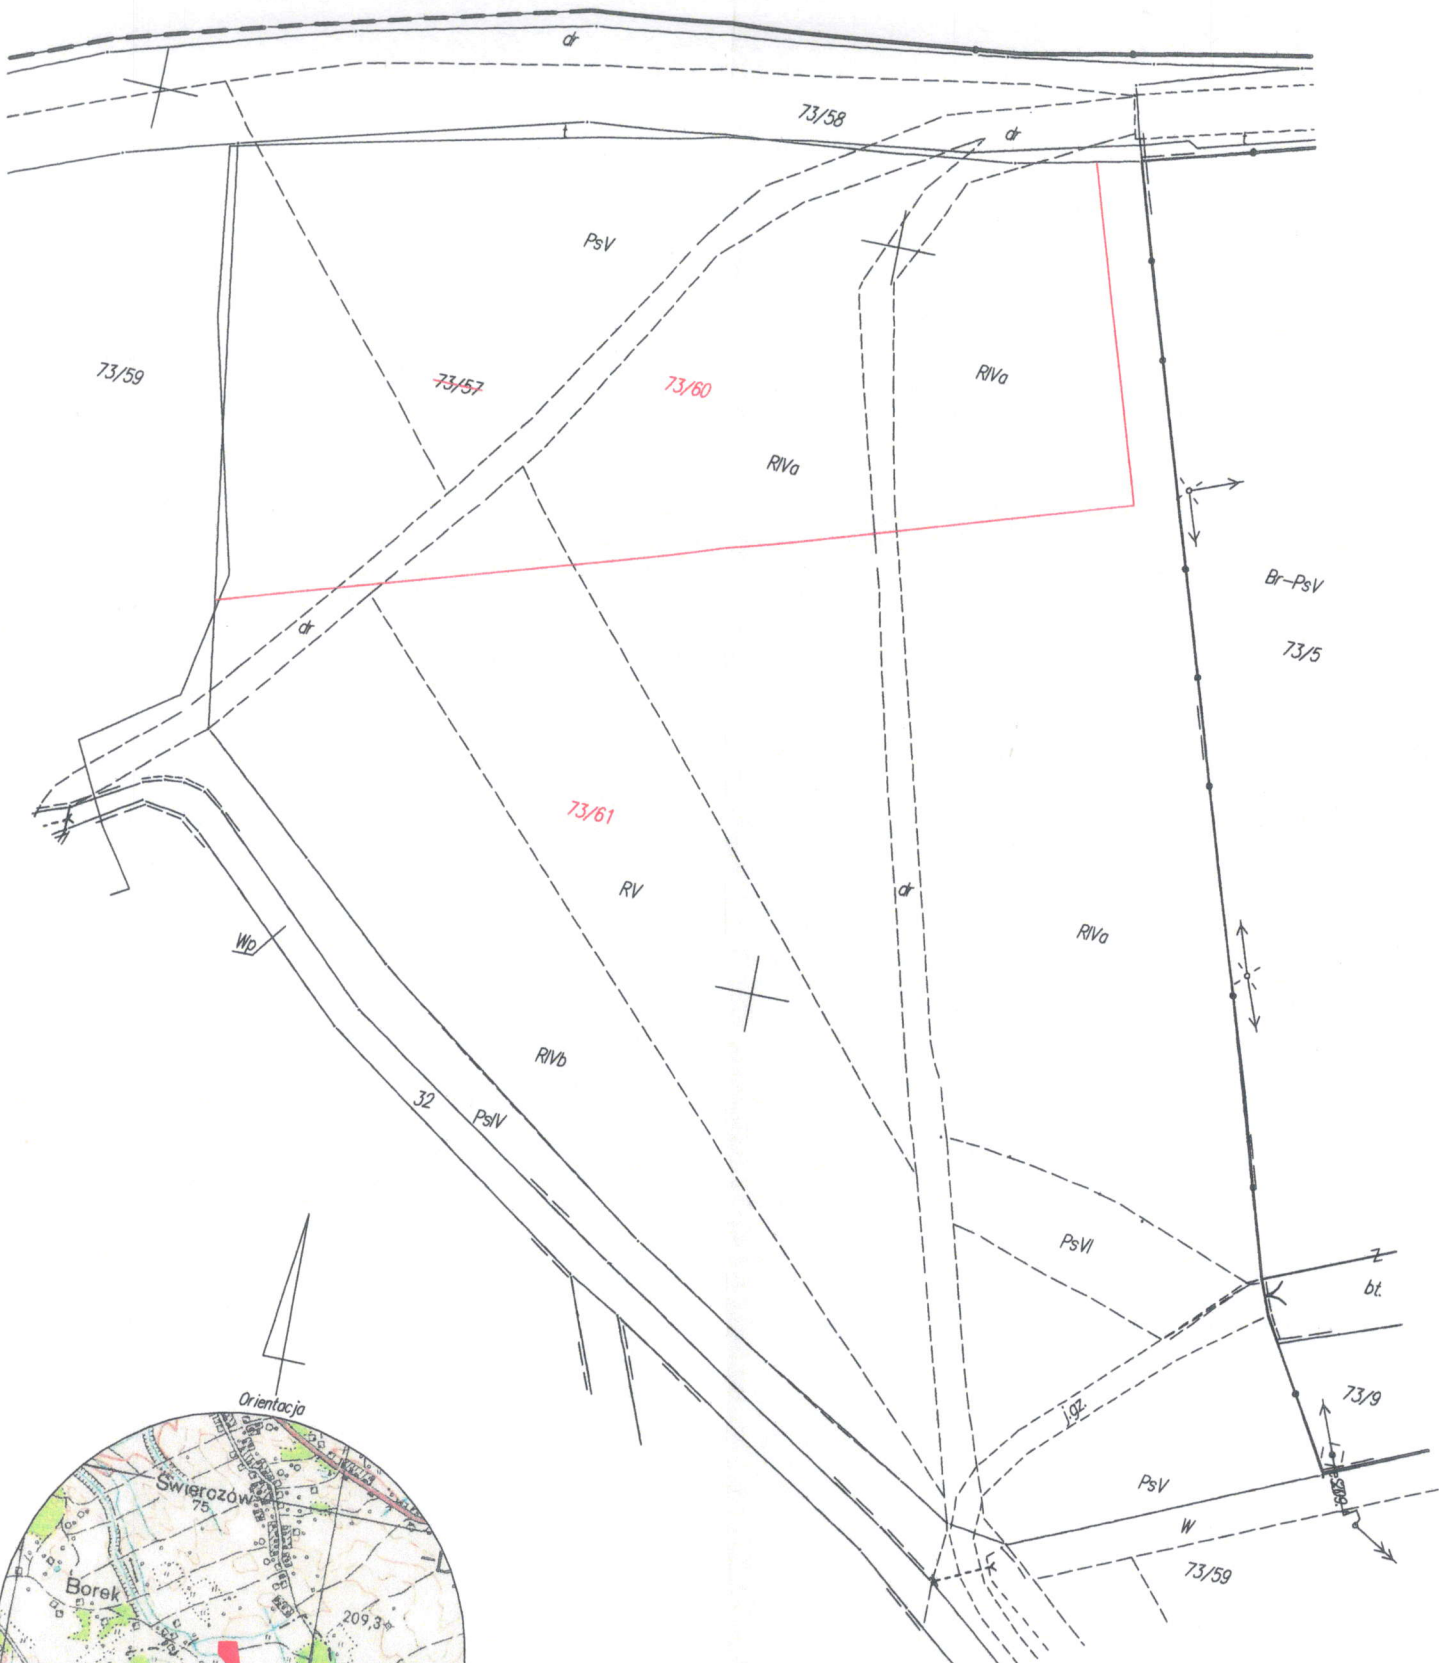 dr
73/58
dr
PsV
73/59
73/57
73/60
RIVa
RIVa
Br-PsV
dr
73/5
73/61
RV
dr
RIVa
Wp
RIVb
32
PsIV
PsVI
Z
bt.
73/9
j.gz.
Orientacja
PsV
Świerczów
75
W
73/59
Borek
209,3